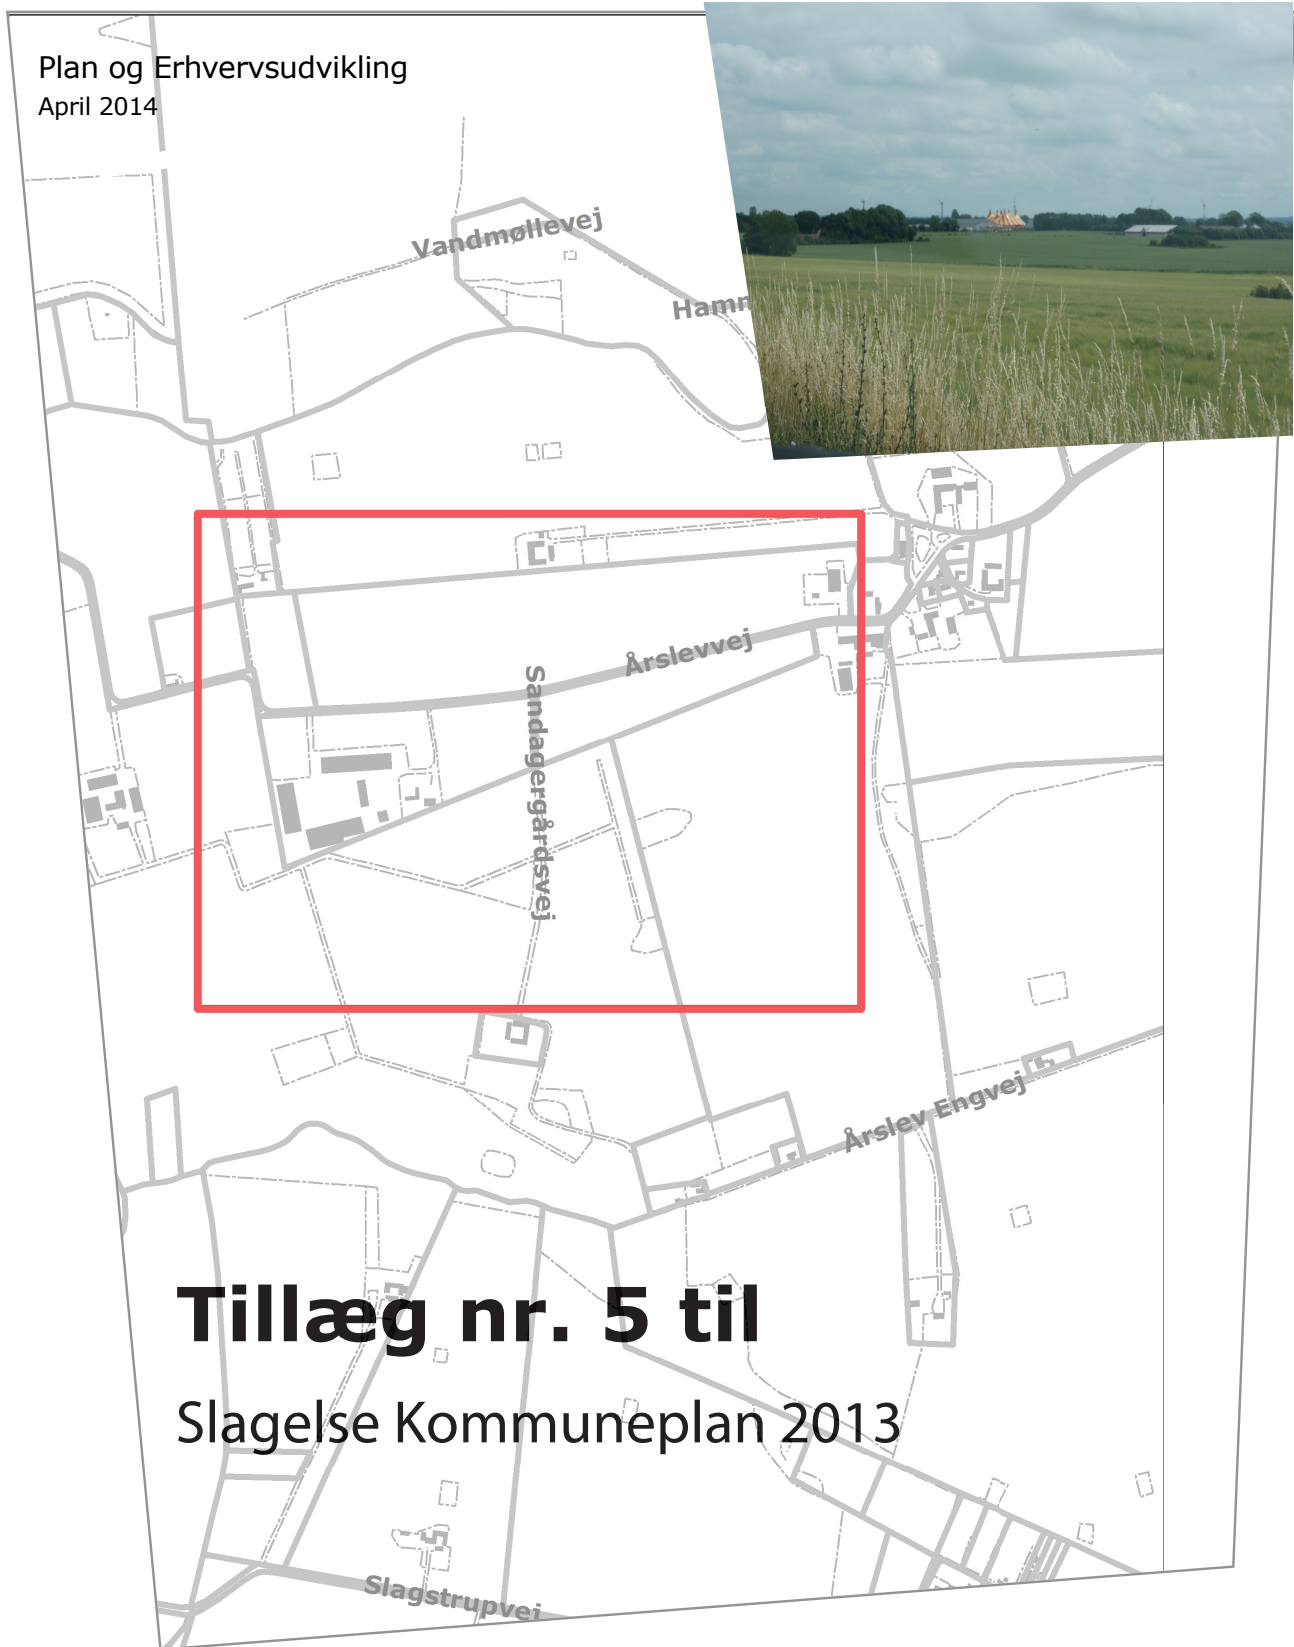 Plan og Erhvervsudvikling
April 2014
Vandmøllevej
Årslevvej
Sandagergårdsvej
Årslev Engvej
Tillæg nr. 5 til
Slagelse Kommuneplan 2013
Slagstrupvej